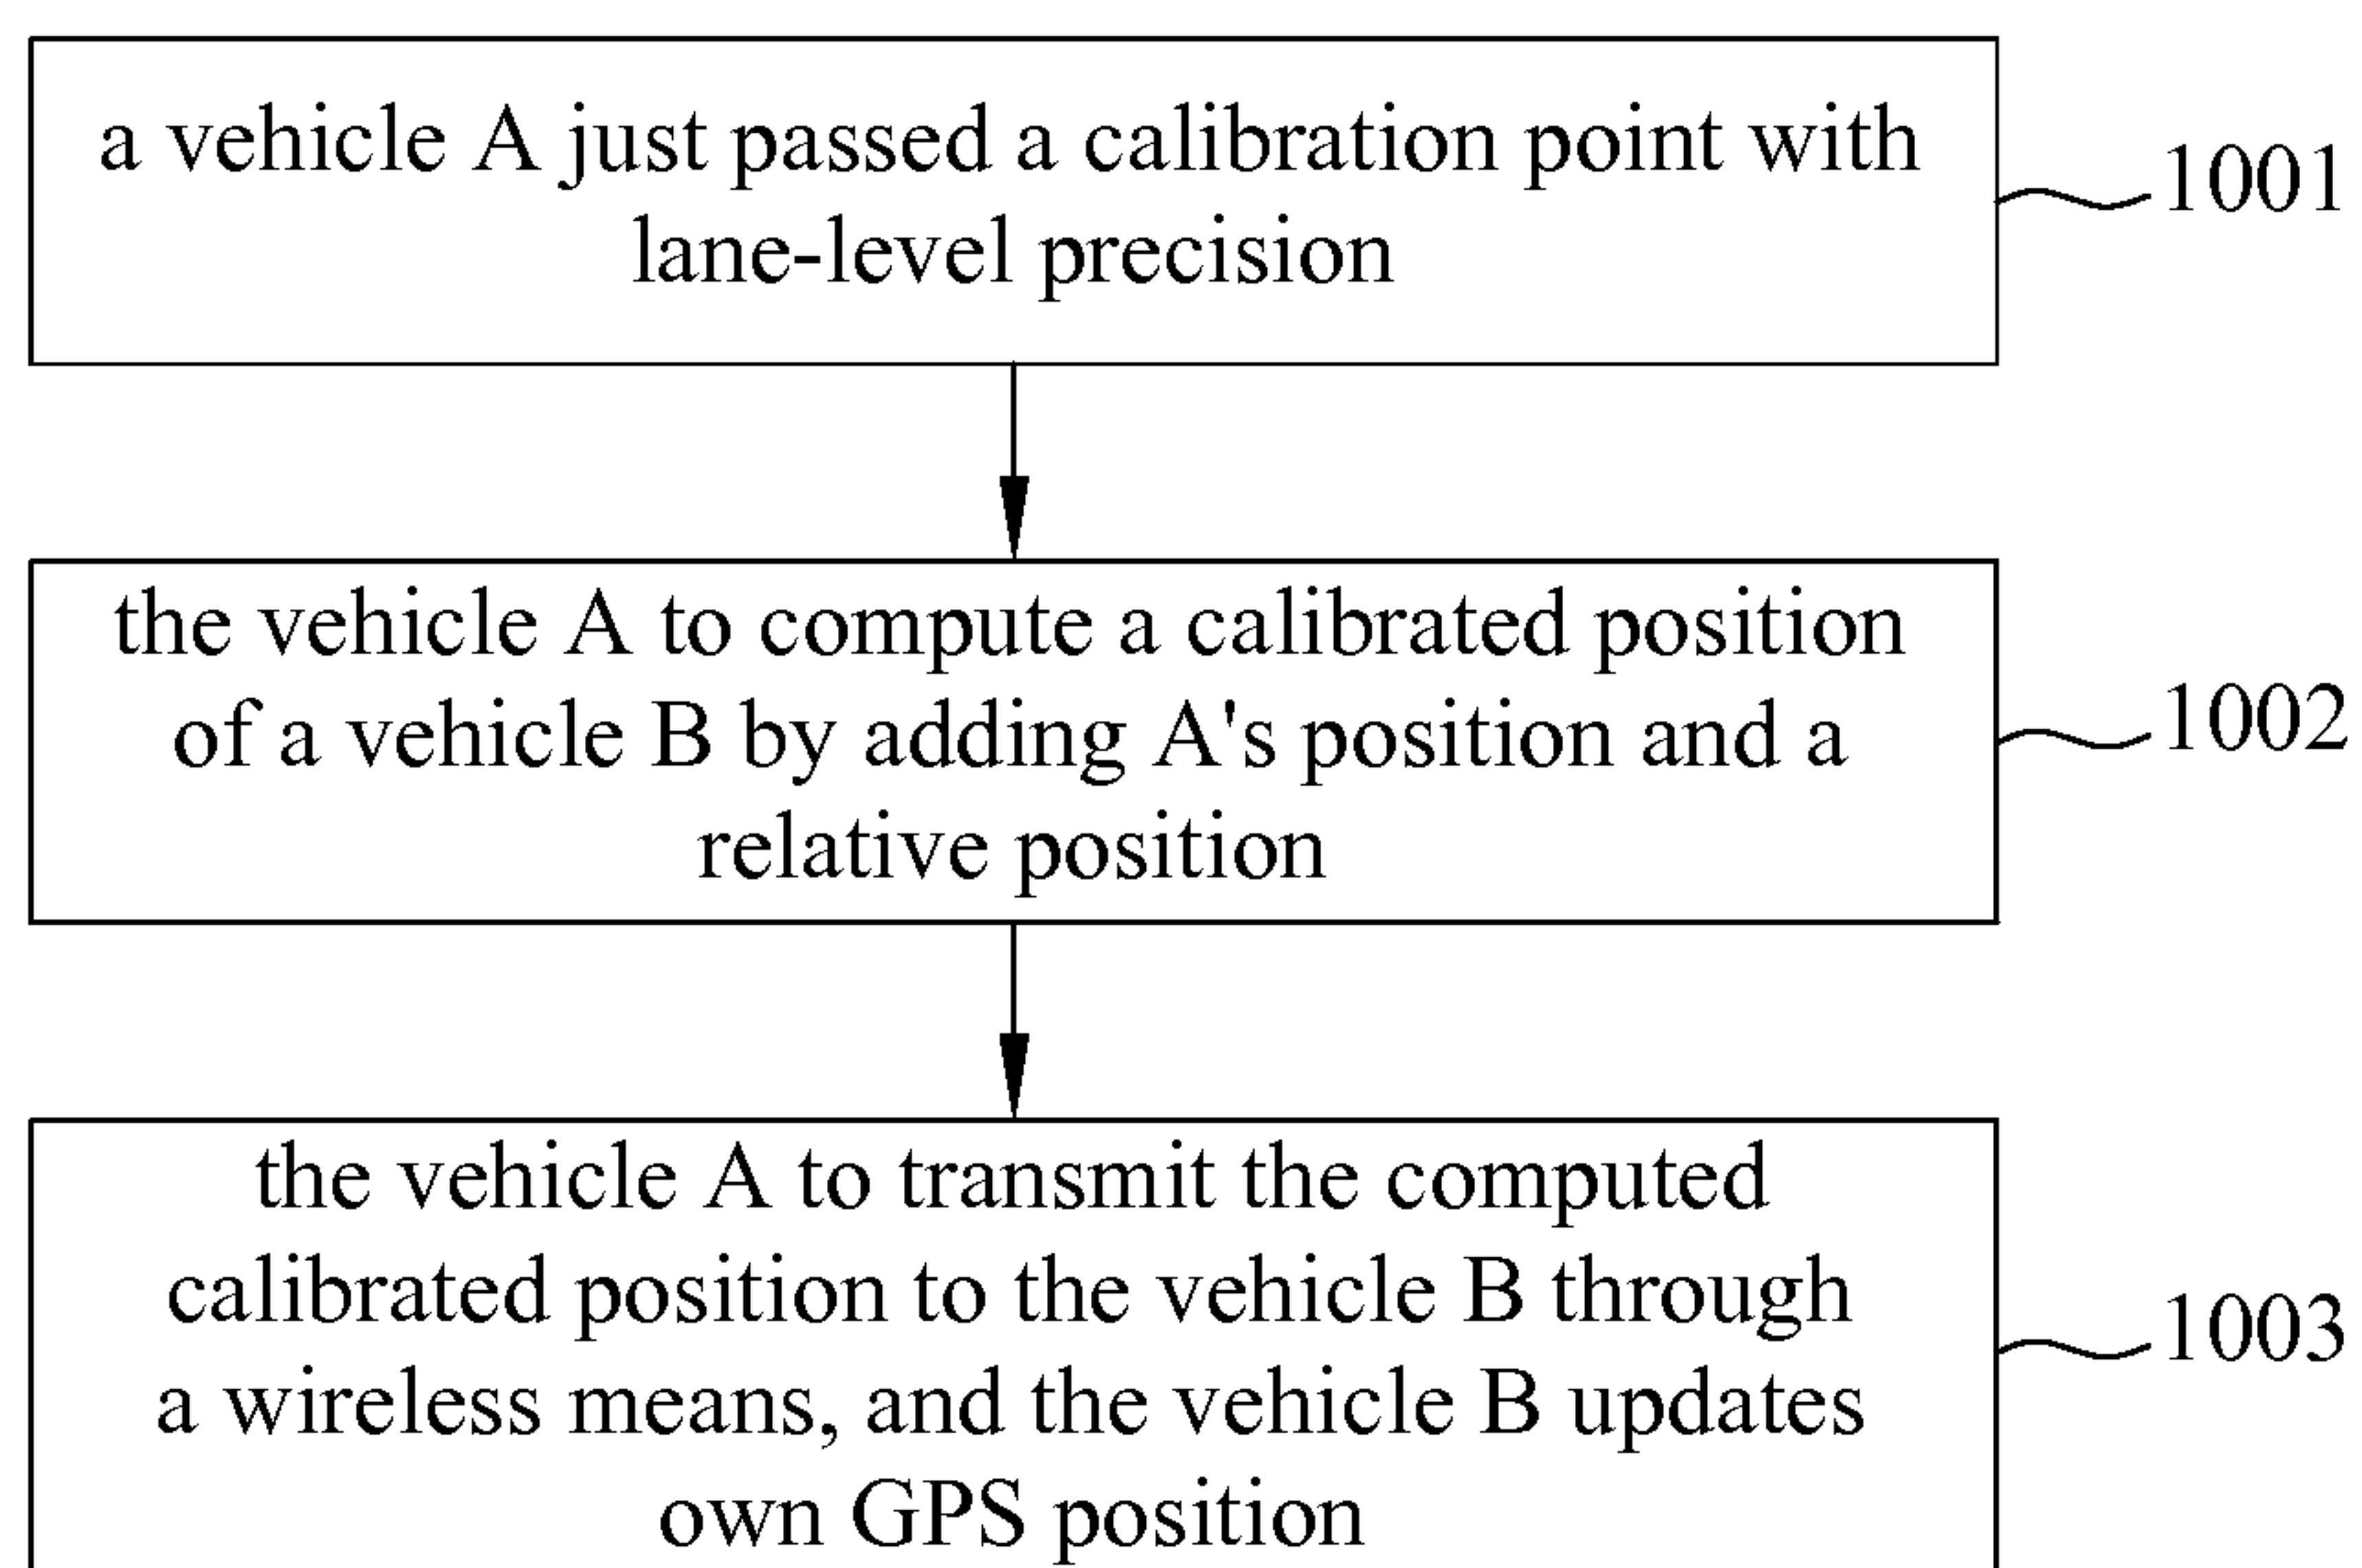 a vehicle A just passed a calibration point with
lane-level precision
1001
the vehicle A to compute a calibrated position
of a vehicle B by adding A's position and a
relative position
1002
the vehicle A to transmit the computed
calibrated position to the vehicle B through
a wireless means, and the vehicle B updates
own GPS position
1003